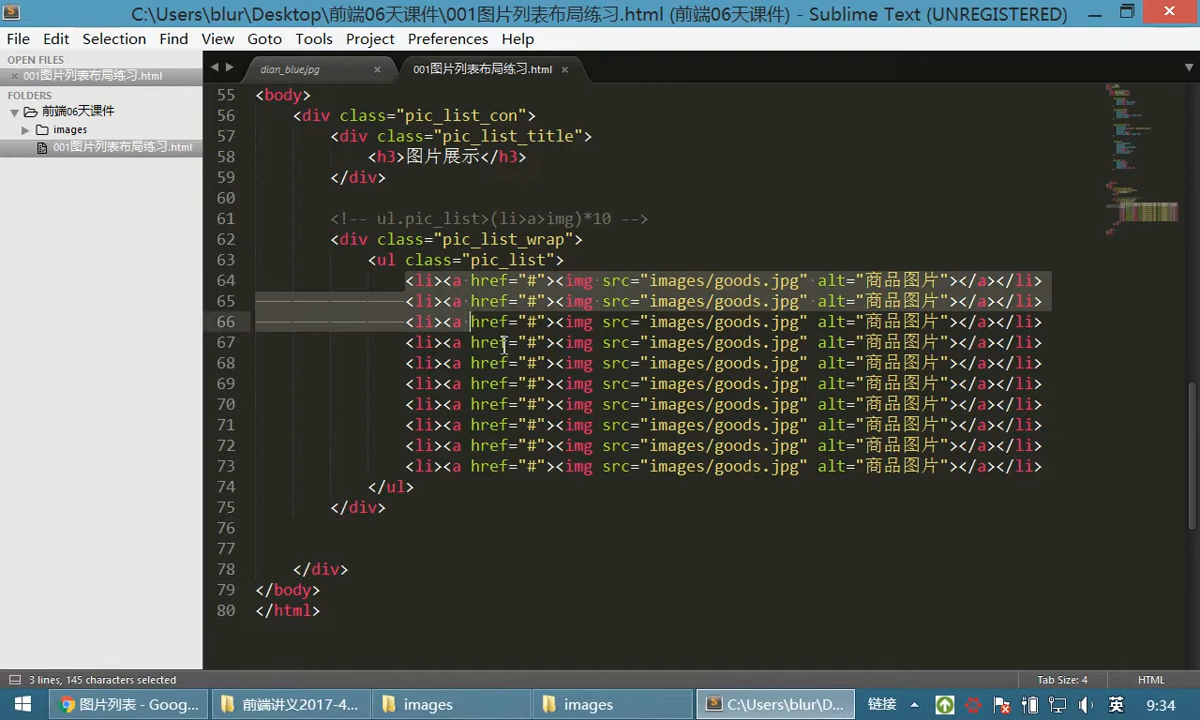 C:\Users\blur\Desktop\前端06天课件\001图片列表布局练习.html (前端06天课件) - Sublime Text (UNREGISTERED)
File Edit Selection Find View Goto Tools Project Preferences Help
OPEN FILES
001图片列表布局练习.html
FOLDERS
前端06天课件
images
001图片列表布局练习.html
dian_blue.jpg
001图片列表布局练习.html
55 <body>
56 <div class="pic_list_con">
57 <div class="pic_list_title">
58 <h3>图片展示</h3>
59 </div>
60
61 <!-- ul.pic_list>(li>a>img)*10 -->
62 <div class="pic_list_wrap">
63 <ul class="pic_list">
64 <li><a href="#"><img src="images/goods.jpg" alt="商品图片"></a></li>
65 <li><a href="#"><img src="images/goods.jpg" alt="商品图片"></a></li>
66 <li><a href="#"><img src="images/goods.jpg" alt="商品图片"></a></li>
67 <li><a href="#"><img src="images/goods.jpg" alt="商品图片"></a></li>
68 <li><a href="#"><img src="images/goods.jpg" alt="商品图片"></a></li>
69 <li><a href="#"><img src="images/goods.jpg" alt="商品图片"></a></li>
70 <li><a href="#"><img src="images/goods.jpg" alt="商品图片"></a></li>
71 <li><a href="#"><img src="images/goods.jpg" alt="商品图片"></a></li>
72 <li><a href="#"><img src="images/goods.jpg" alt="商品图片"></a></li>
73 <li><a href="#"><img src="images/goods.jpg" alt="商品图片"></a></li>
74 </ul>
75 </div>
76
77
78 </div>
79 </body>
80 </html>
3 lines, 145 characters selected
Tab Size: 4
HTML
图片列表 - Goog...
前端讲义2017-4...
images
images
C:\Users\blur\D...
链接
英
9:34